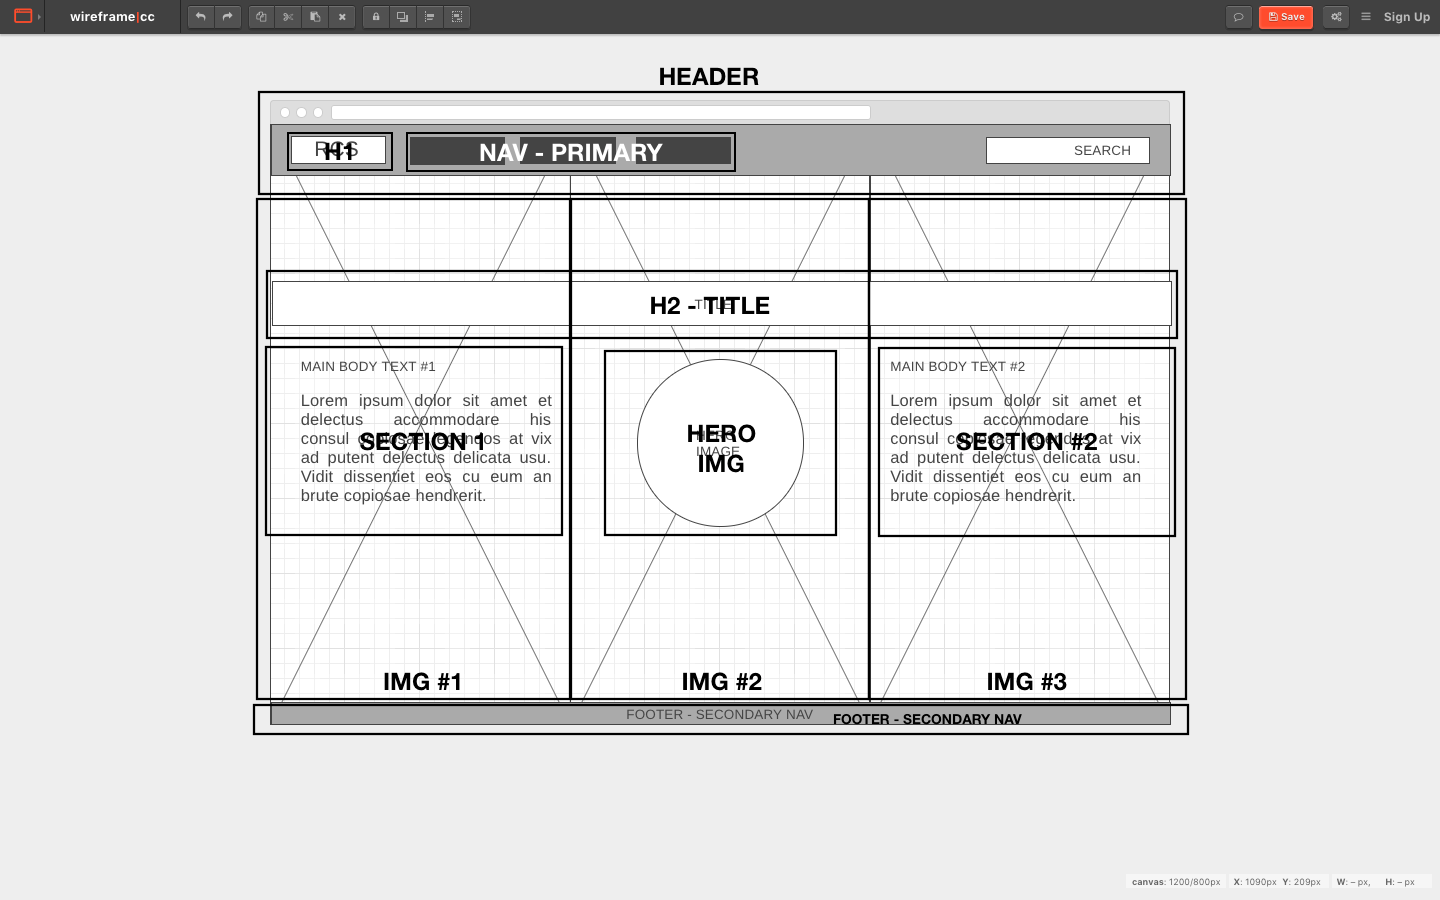 wireframe|cc
Save
Sign Up
HEADER
RCS
H1
NAV - PRIMARY
SEARCH
H2 - TITLE
TITLE
MAIN BODY TEXT #1
Lorem ipsum dolor sit amet et
delectus accommodare his
consul copiosae legendos at vix
ad putent delectus delicata usu.
Vidit dissentiet eos cu eum an
brute copiosae hendrerit.
SECTION 1
HERO
IMAGE
HERO
IMG
MAIN BODY TEXT #2
Lorem ipsum dolor sit amet et
delectus accommodare his
consul copiosae legendos at vix
ad putent delectus delicata usu.
Vidit dissentiet eos cu eum an
brute copiosae hendrerit.
SECTION #2
IMG #1
IMG #2
IMG #3
FOOTER - SECONDARY NAV
FOOTER - SECONDARY NAV
canvas: 1200/800px X: 1090px Y: 209px W: – px, H: – px